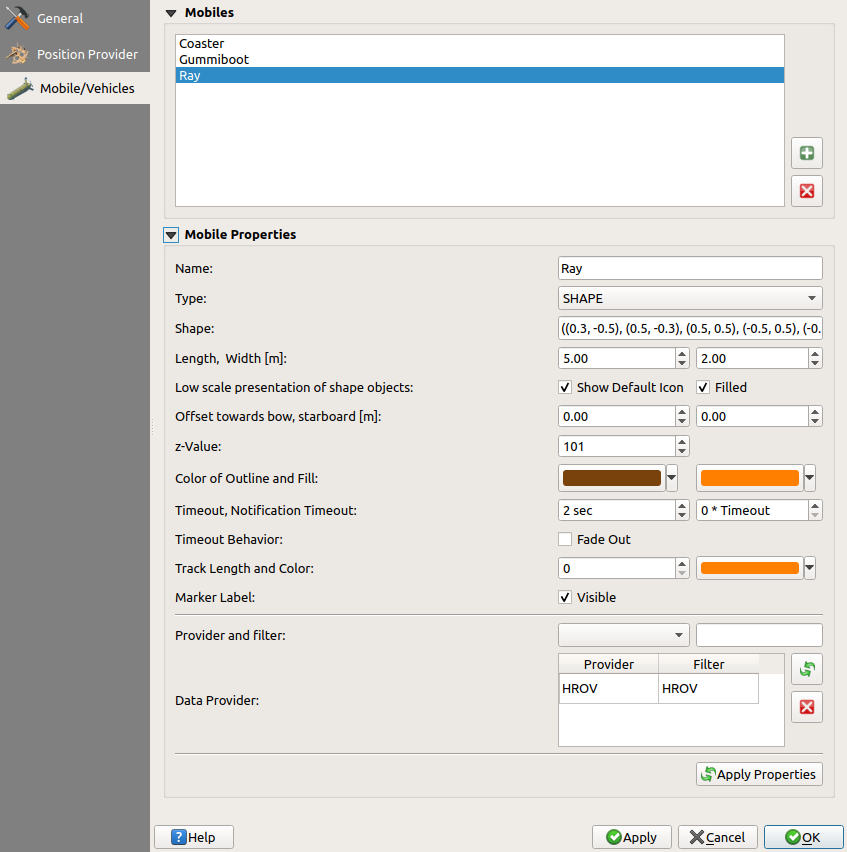 General
Position Provider
Mobile/Vehicles
Mobiles
Coaster
Gummiboot
Ray
Mobile Properties
Name: Ray
Type: SHAPE
Shape: ((0.3, -0.5), (0.5, -0.3), (0.5, 0.5), (-0.5, 0.5), (-0.
Length, Width [m]: 5.00 2.00
Low scale presentation of shape objects: Show Default Icon Filled
Offset towards bow, starboard [m]: 0.00 0.00
z-Value: 101
Color of Outline and Fill:
Timeout, Notification Timeout: 2 sec 0 * Timeout
Timeout Behavior: Fade Out
Track Length and Color: 0
Marker Label: Visible
Provider and filter:
Provider Filter
HROV HROV
Data Provider:
Apply Properties
Help Apply Cancel OK